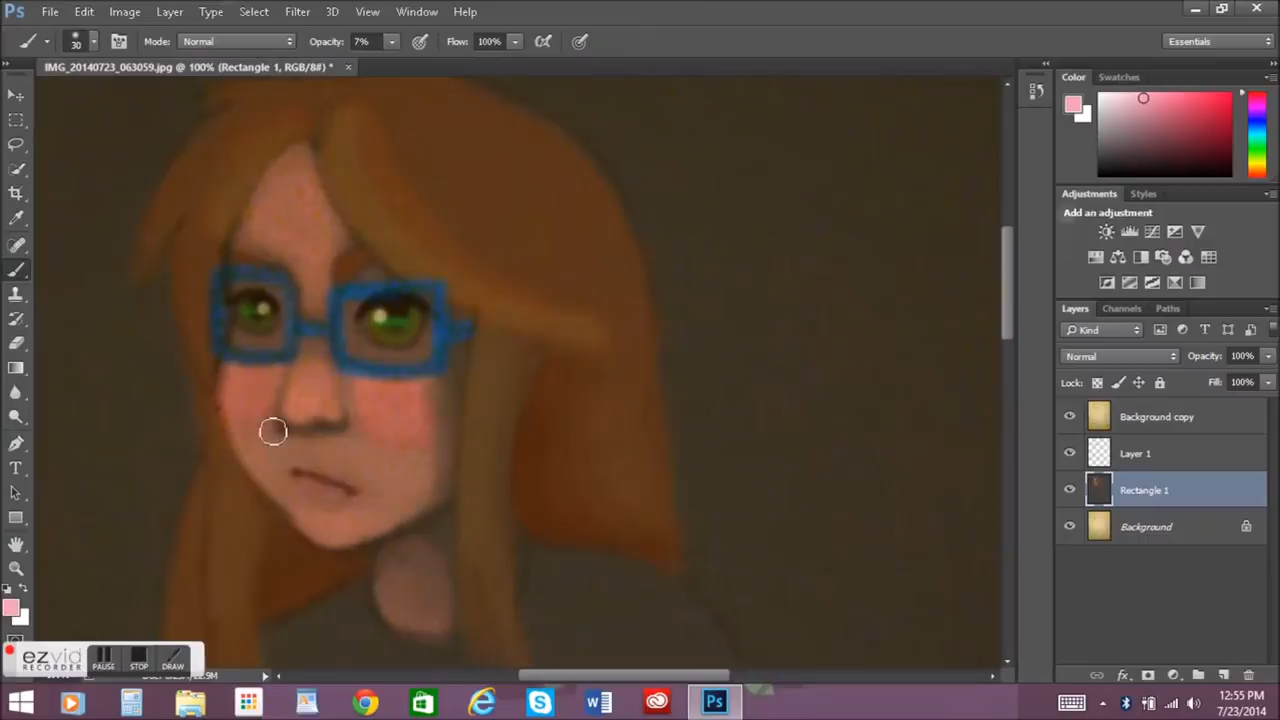 Ps File Edit Image Layer Type Select Filter 3D View Window Help
30 Mode: Normal Opacity: 7% Flow: 100% Essentials
IMG_20140723_063059.jpg @ 100% (Rectangle 1, RGB/8#) * ×
Color Swatches
Adjustments Styles
Add an adjustment
Layers Channels Paths
Kind
Normal Opacity: 100%
Lock: Fill: 100%
Background copy
Layer 1
Rectangle 1
Background
ezvid
RECORDER
PAUSE STOP DRAW
12:55 PM
7/23/2014